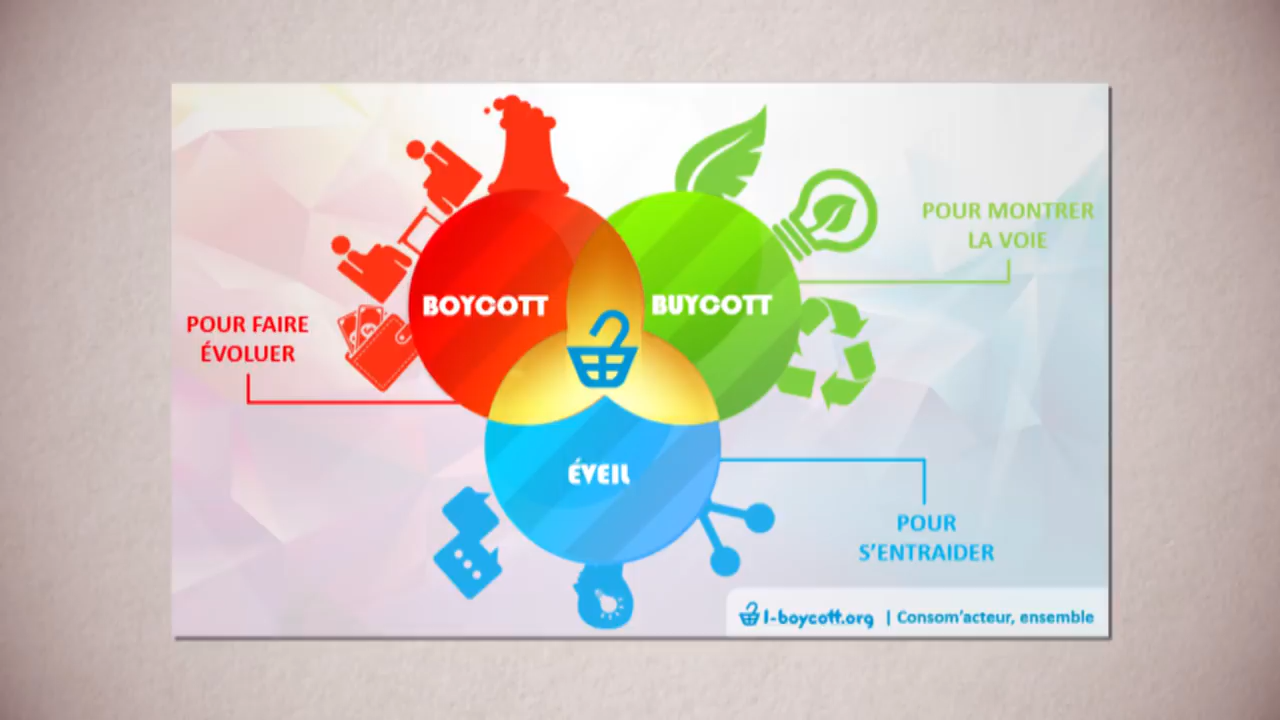 POUR MONTRER
LA VOIE
BOYCOTT
BUYCOTT
POUR FAIRE
ÉVOLUER
ÉVEIL
POUR
S'ENTRAIDER
I-boycott.org | Consom'acteur, ensemble